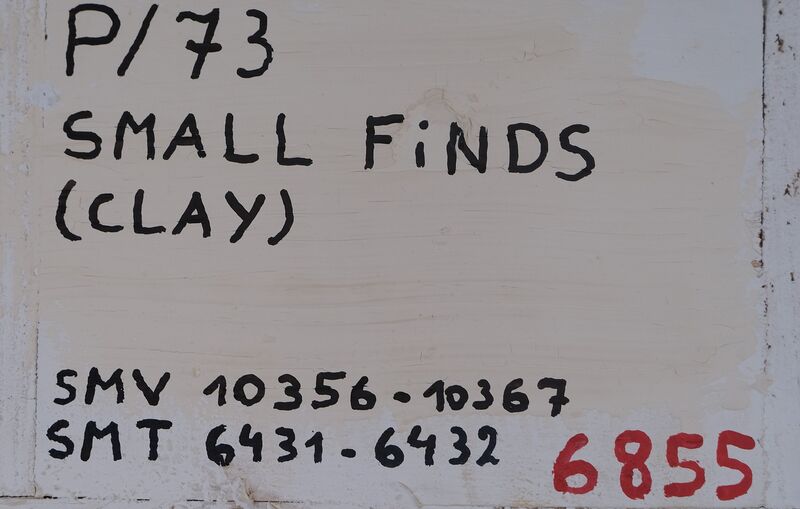 P/73
SMALL FiNDS
(CLAY)
SMV 10356-10367
SMT 6431-6432
6855